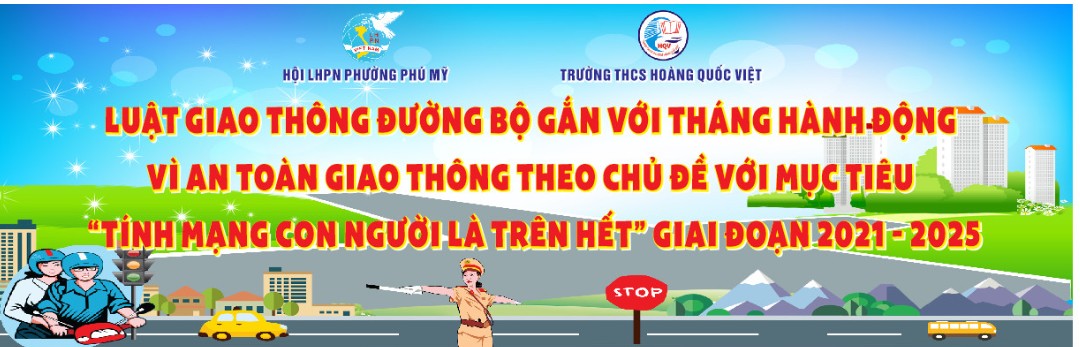 HỘI LHPN PHƯỜNG PHÚ MỸ
HQV
TRƯỜNG THCS HOÀNG QUỐC VIỆT
LUẬT GIAO THÔNG ĐƯỜNG BỘ GẮN VỚI THÁNG HÀNH ĐỘNG
VÌ AN TOÀN GIAO THÔNG THEO CHỦ ĐỀ VỚI MỤC TIÊU
“TÍNH MẠNG CON NGƯỜI LÀ TRÊN HẾT” GIAI ĐOẠN 2021 - 2025
STOP